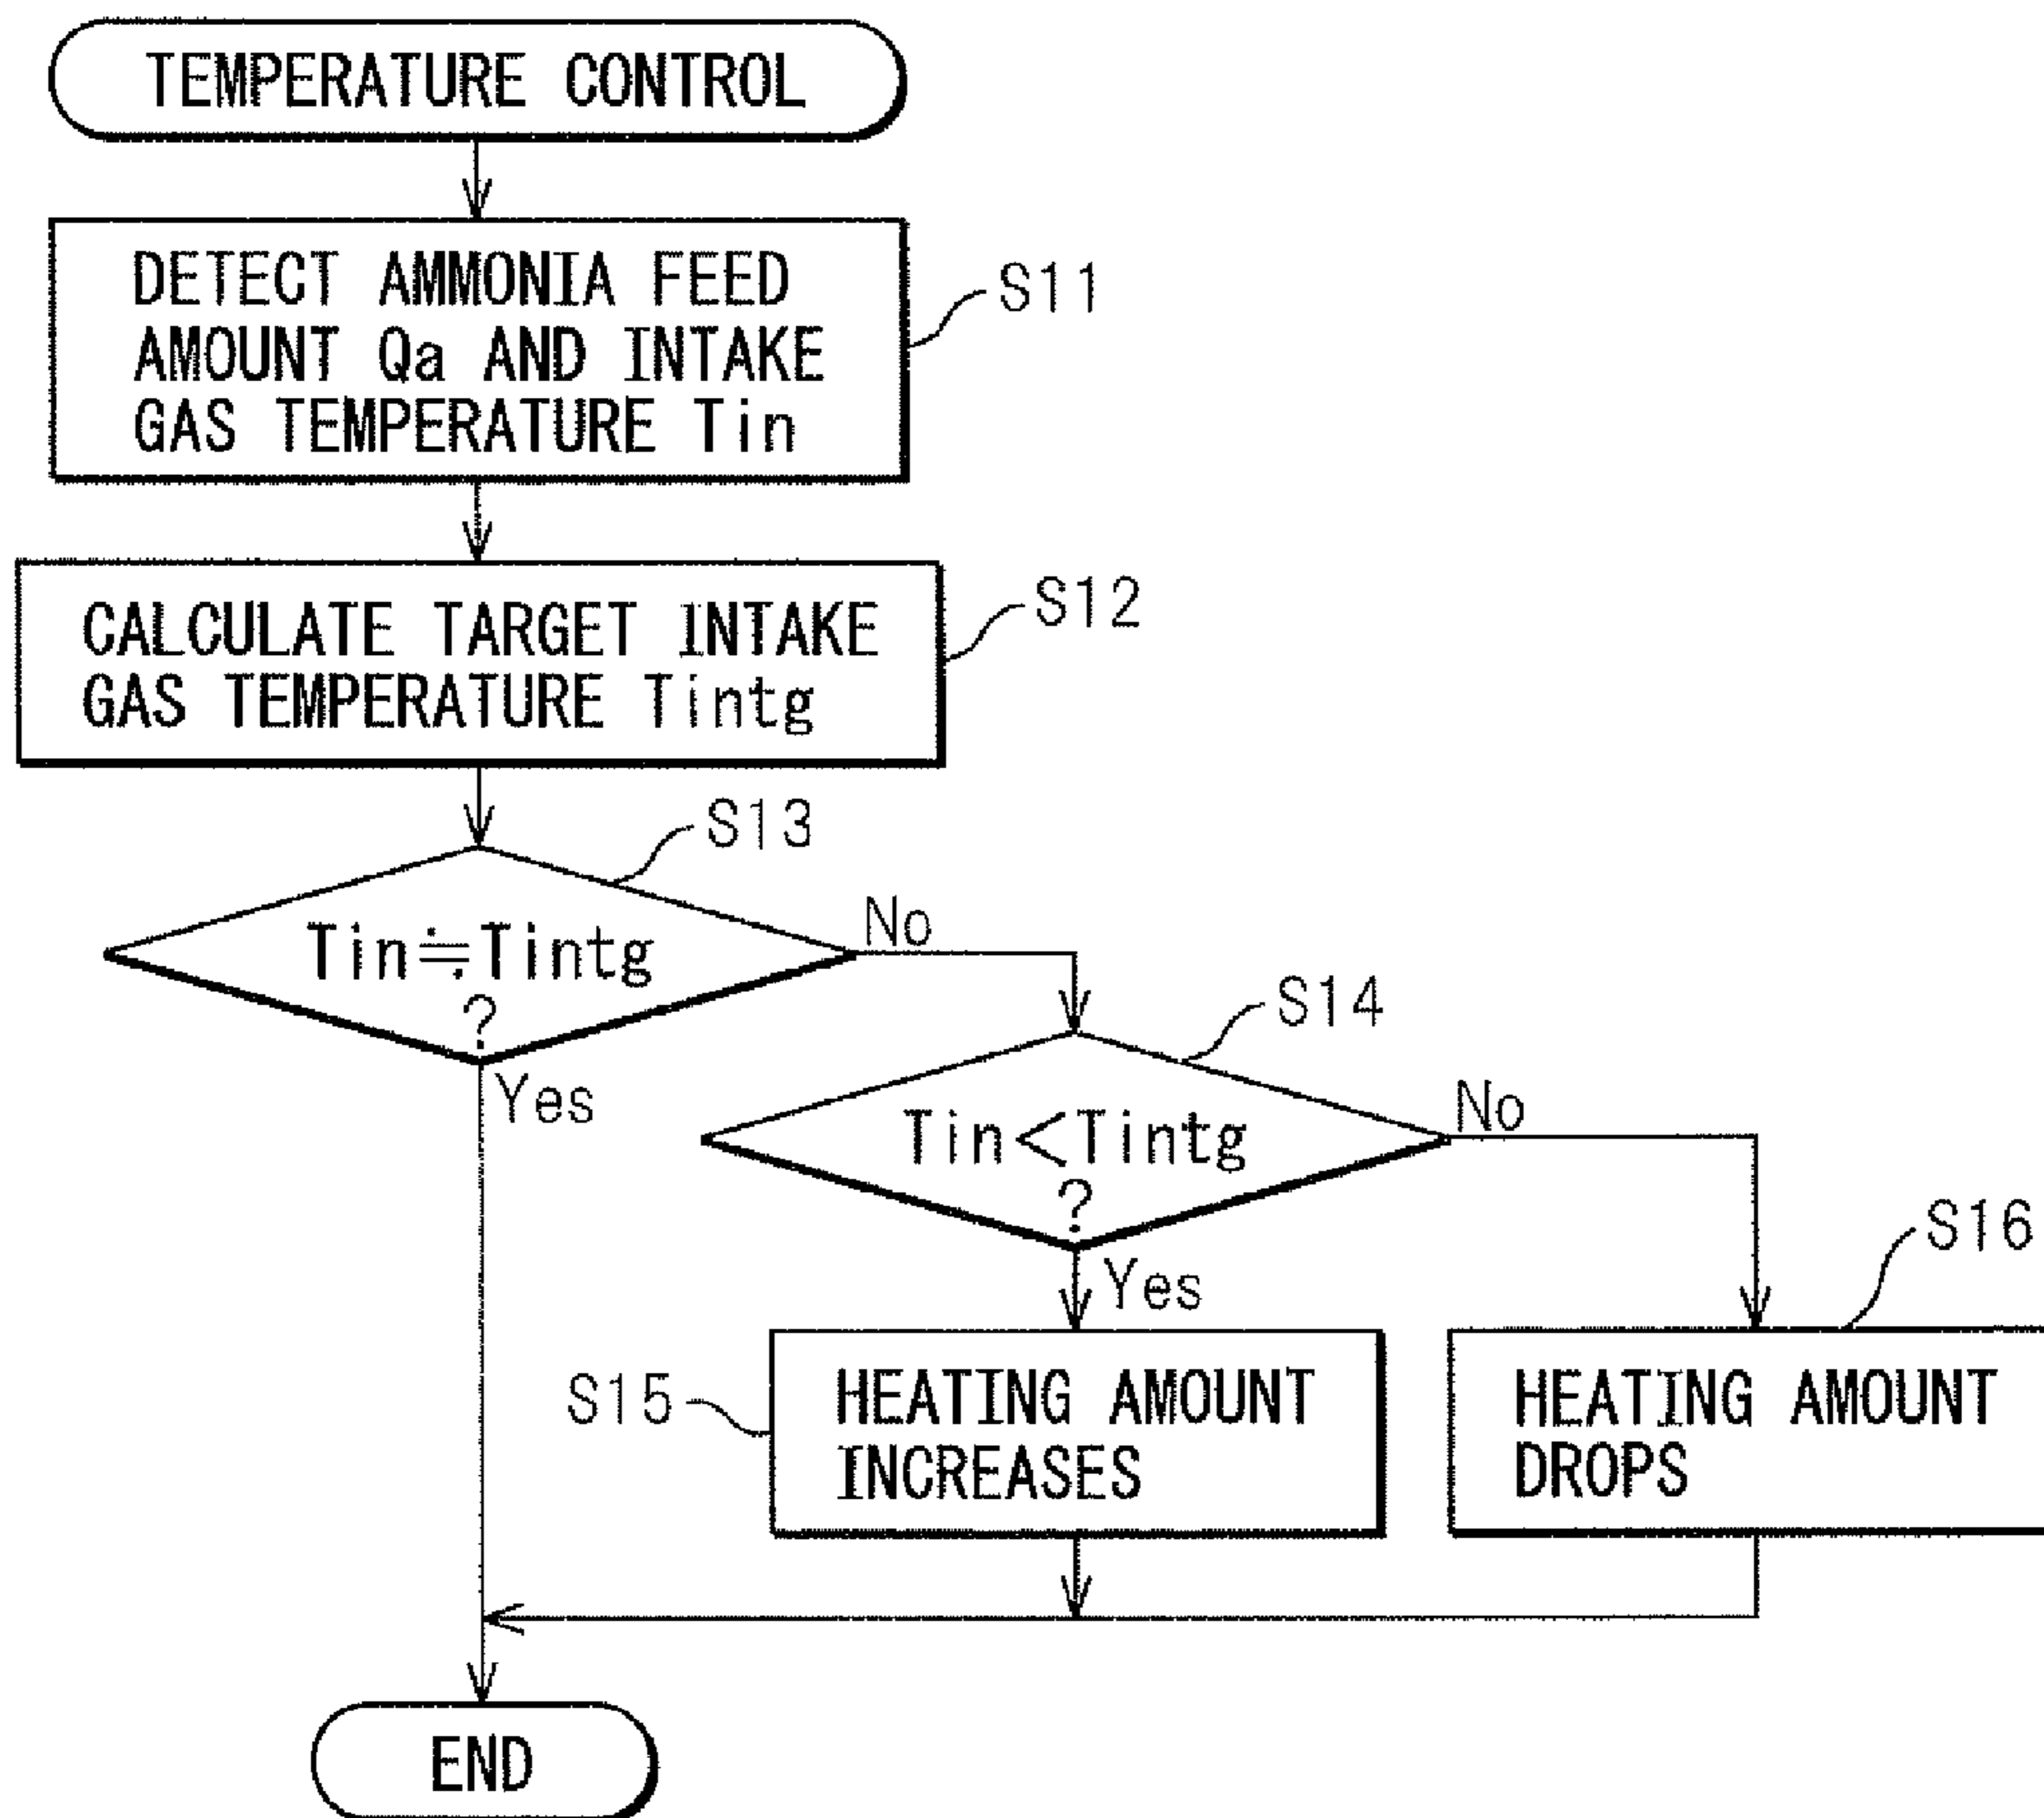 TEMPERATURE CONTROL
DETECT AMMONIA FEED
AMOUNT Qa AND INTAKE
GAS TEMPERATURE Tin
S11
CALCULATE TARGET INTAKE
GAS TEMPERATURE Tintg
S12
S13
Tin≒Tintg
?
No
Yes
S14
Tin<Tintg
?
No
Yes
S15
HEATING AMOUNT
INCREASES
S16
HEATING AMOUNT
DROPS
END